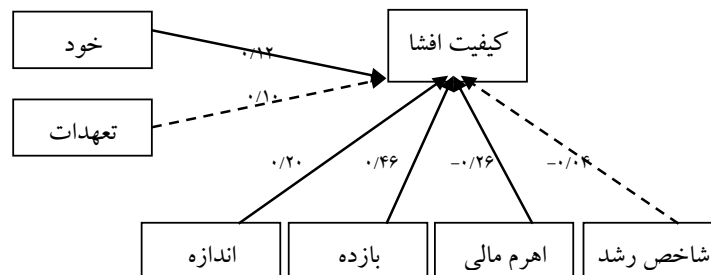 کیفیت افشا
خود
۰/۱۲
۰/۱۰
تعهدات
۰/۲۰
۰/۴۶
−۰/۲۶
−۰/۰۴
شاخص رشد
اهرم مالی
بازده
اندازه